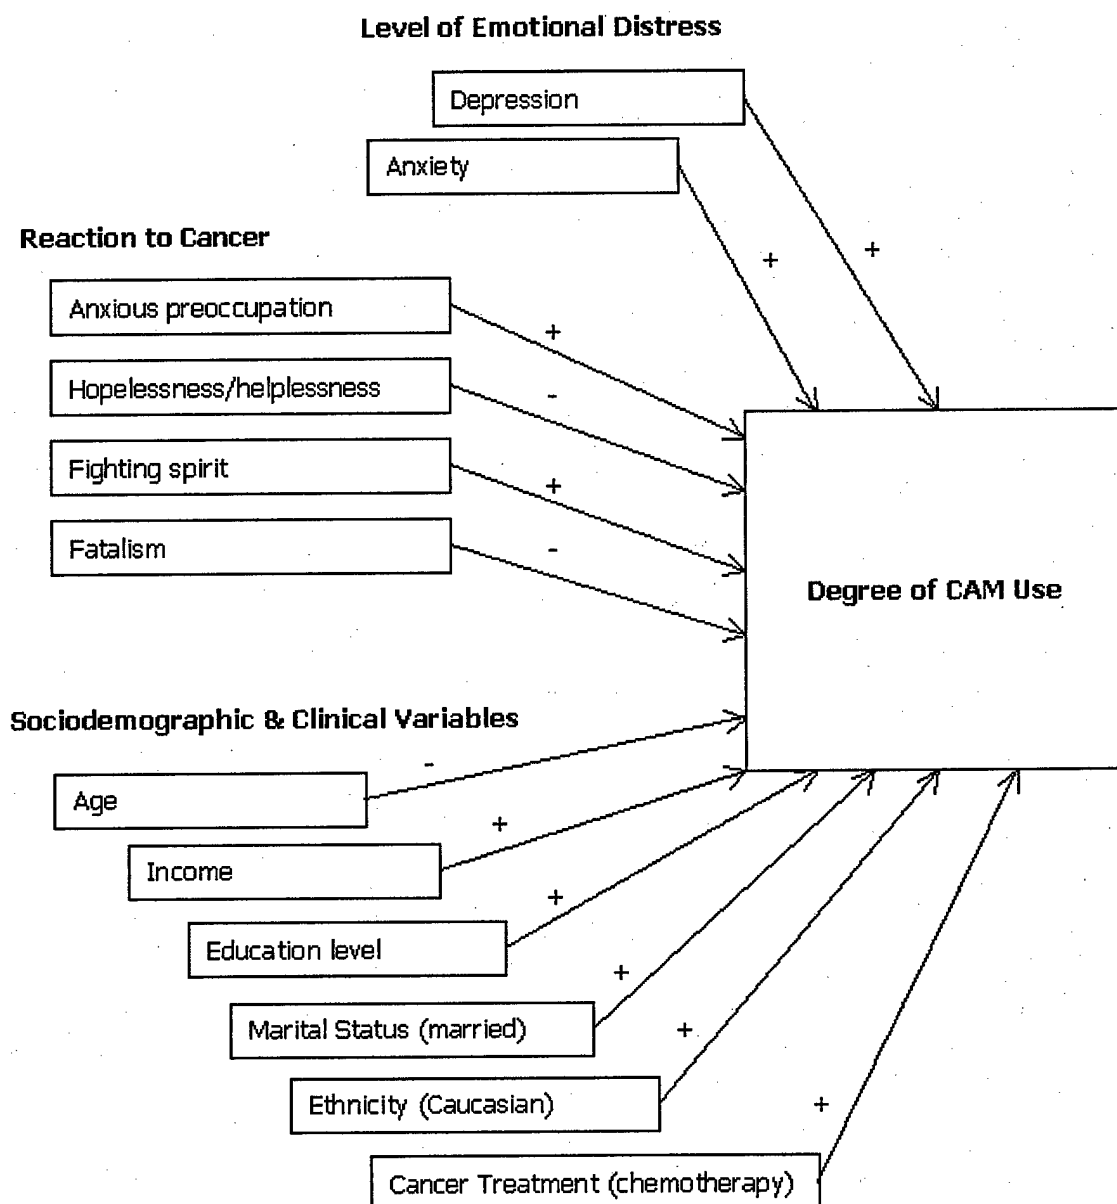 Level of Emotional Distress
Depression
Anxiety
+
+
Reaction to Cancer
Anxious preoccupation
+
Hopelessness/helplessness
-
Fighting spirit
+
Fatalism
-
Degree of CAM Use
Sociodemographic & Clinical Variables
-
Age
+
Income
+
Education level
+
Marital Status (married)
+
Ethnicity (Caucasian)
+
Cancer Treatment (chemotherapy)